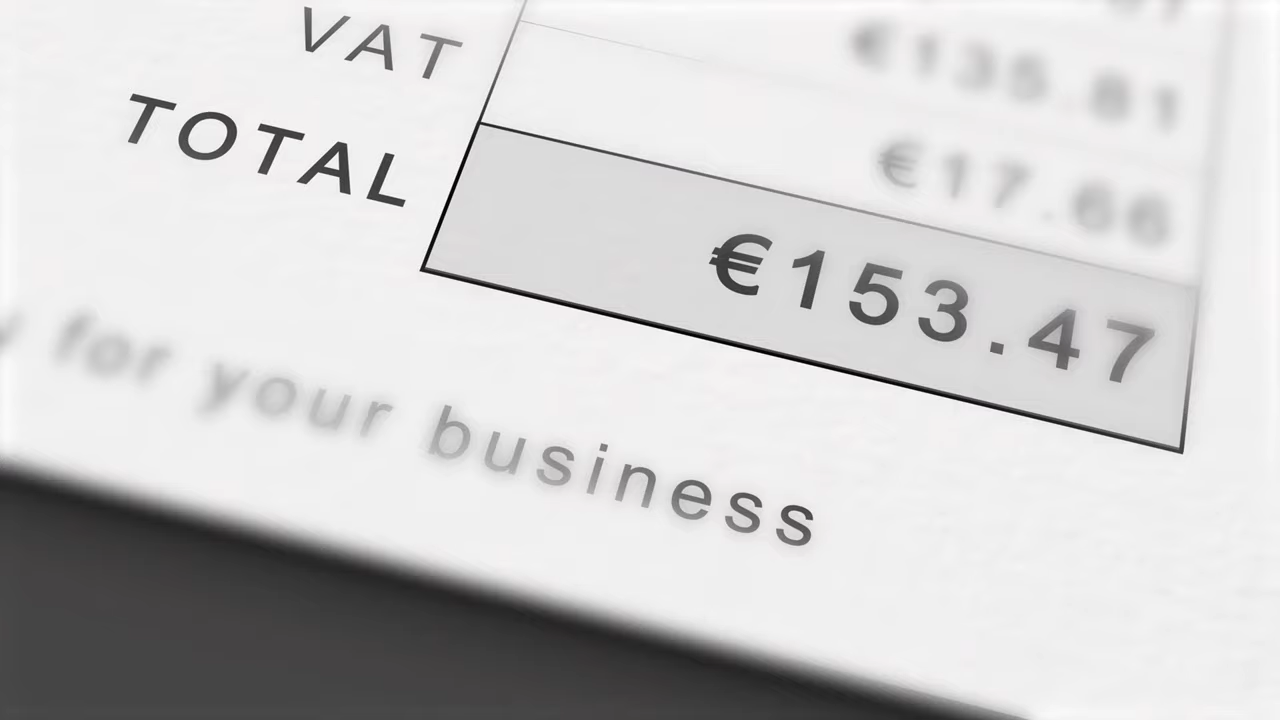 €135.81
VAT €17.66
TOTAL €153.47
for your business